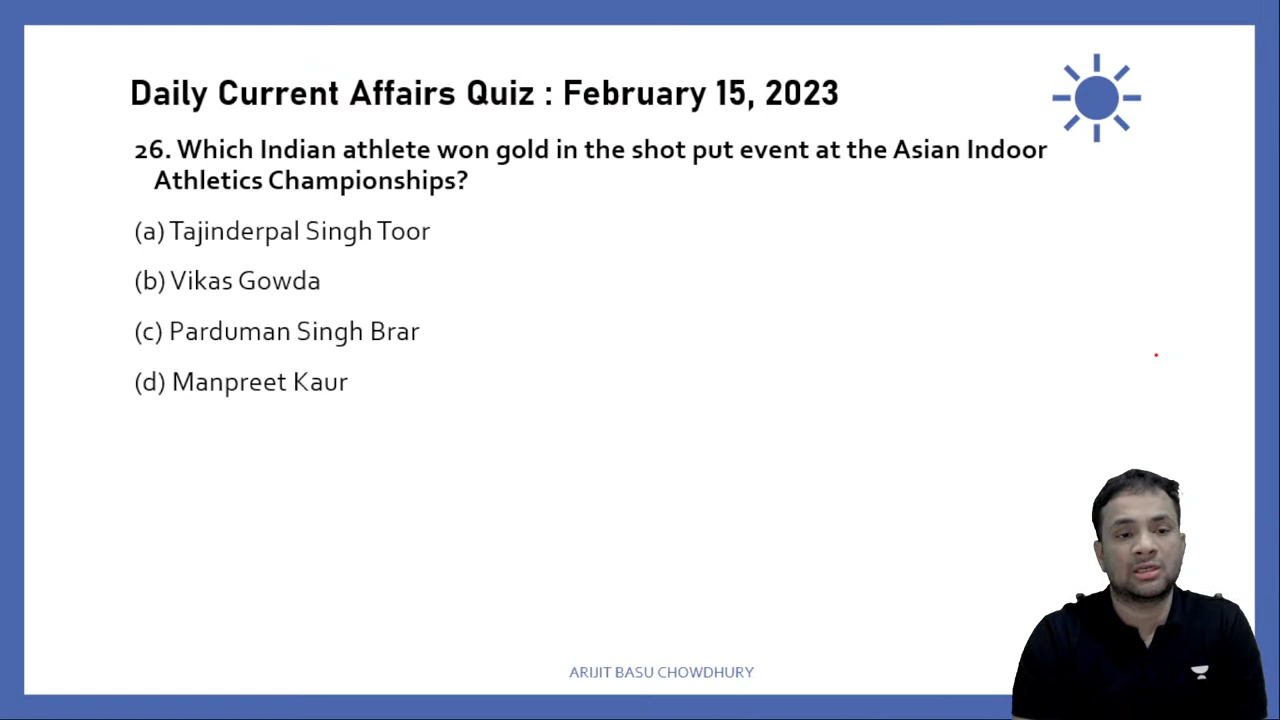 Daily Current Affairs Quiz : February 15, 2023
26. Which Indian athlete won gold in the shot put event at the Asian Indoor
Athletics Championships?
(a) Tajinderpal Singh Toor
(b) Vikas Gowda
(c) Parduman Singh Brar
(d) Manpreet Kaur
ARIJIT BASU CHOWDHURY